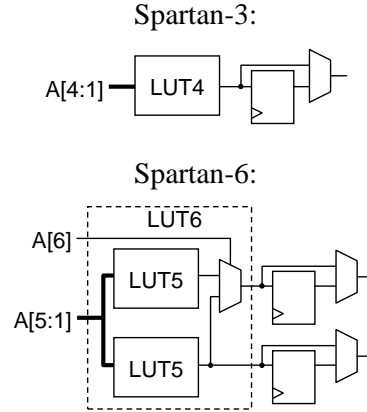 Spartan-3:
A[4:1]
LUT4
Spartan-6:
LUT6
A[6]
LUT5
A[5:1]
LUT5